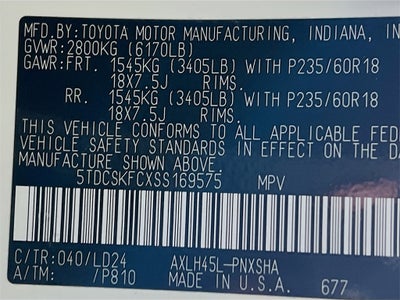 MFD.BY:TOYOTA MOTOR MANUFACTURING, INDIANA, IN
GVWR:2800KG (6170LB)
GAWR:FRT. 1545KG (3405LB) WITH P235/60R18
18X7.5J RIMS.
RR. 1545KG (3405LB) WITH P235/60R18
18X7.5J RIMS.
THIS VEHICLE CONFORMS TO ALL APPLICABLE FEDE
VEHICLE SAFETY STANDARDS IN EFFECT ON THE DA
MANUFACTURE SHOWN ABOVE.
5TDCSKFCXSS169575 MPV
C/TR:040/LD24 AXLH45L-PNXSHA
A/TM: /P810 MADE IN U.S.A. 677